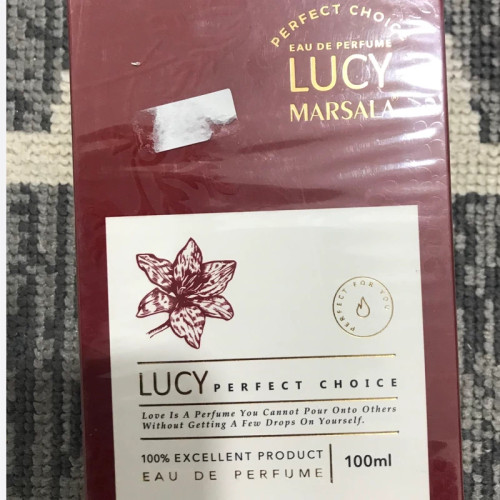 PERFECT CHOICE
EAU DE PERFUME
LUCY
MARSALA
PERFECT FOR YOU
LUCY PERFECT CHOICE
Love Is A Perfume You Cannot Pour Onto Others
Without Getting A Few Drops On Yourself.
100% EXCELLENT PRODUCT
EAU DE PERFUME
100ml